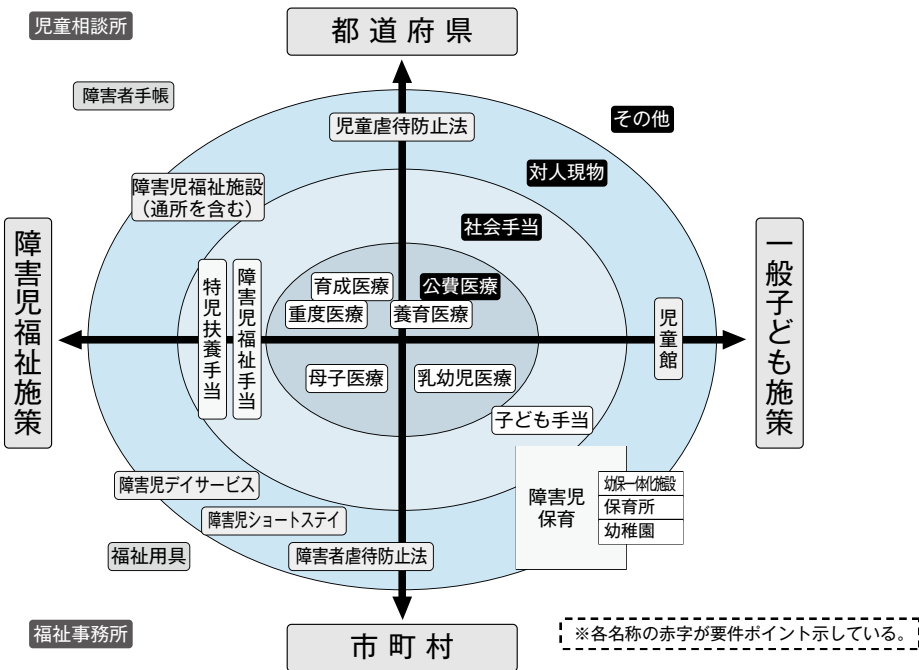 児童相談所
都道府県
障害者手帳
その他
児童虐待防止法
対人現物
障害児福祉施設
（通所を含む）
社会手当
障害児福祉施策
一般子ども施策
特児扶養手当
障害児福祉手当
育成医療
公費医療
重度医療
養育医療
児童館
母子医療
乳幼児医療
子ども手当
障害児デイサービス
障害児
保育
幼保一体化施設
保育所
幼稚園
障害児ショートステイ
福祉用具
障害者虐待防止法
福祉事務所
市町村
※各名称の赤字が要件ポイント示している。